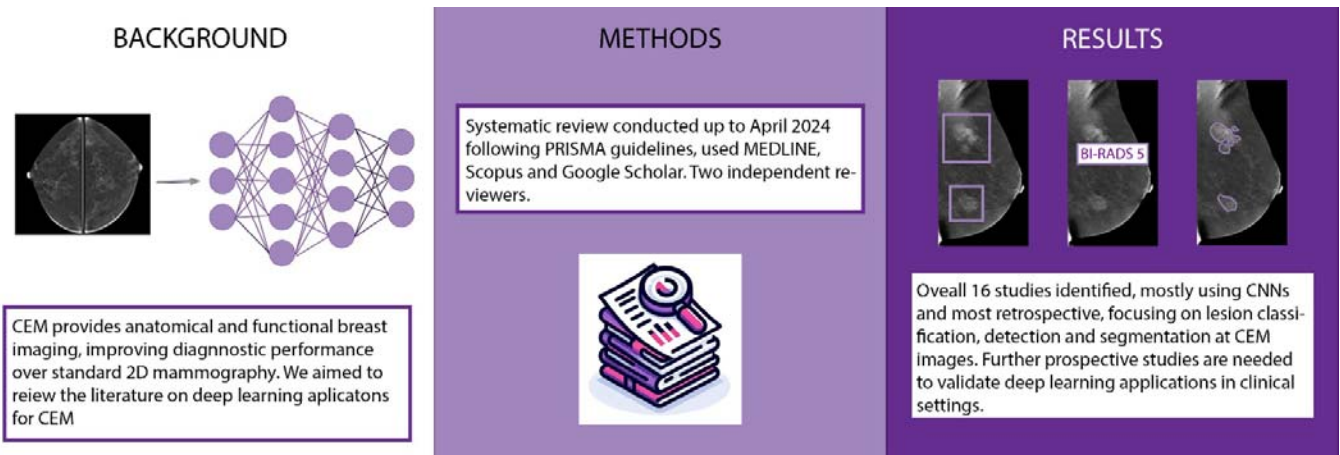 BACKGROUND
CEM provides anatomical and functional breast
imaging, improving diagnnostic performance
over standard 2D mammography. We aimed to
reiew the literature on deep learning aplicatons
for CEM
METHODS
Systematic review conducted up to April 2024
following PRISMA guidelines, used MEDLINE,
Scopus and Google Scholar. Two independent re-
viewers.
RESULTS
BI-RADS 5
Oveall 16 studies identified, mostly using CNNs
and most retrospective, focusing on lesion classi-
fication, detection and segmentation at CEM
images. Further prospective studies are needed
to validate deep learning applications in clinical
settings.